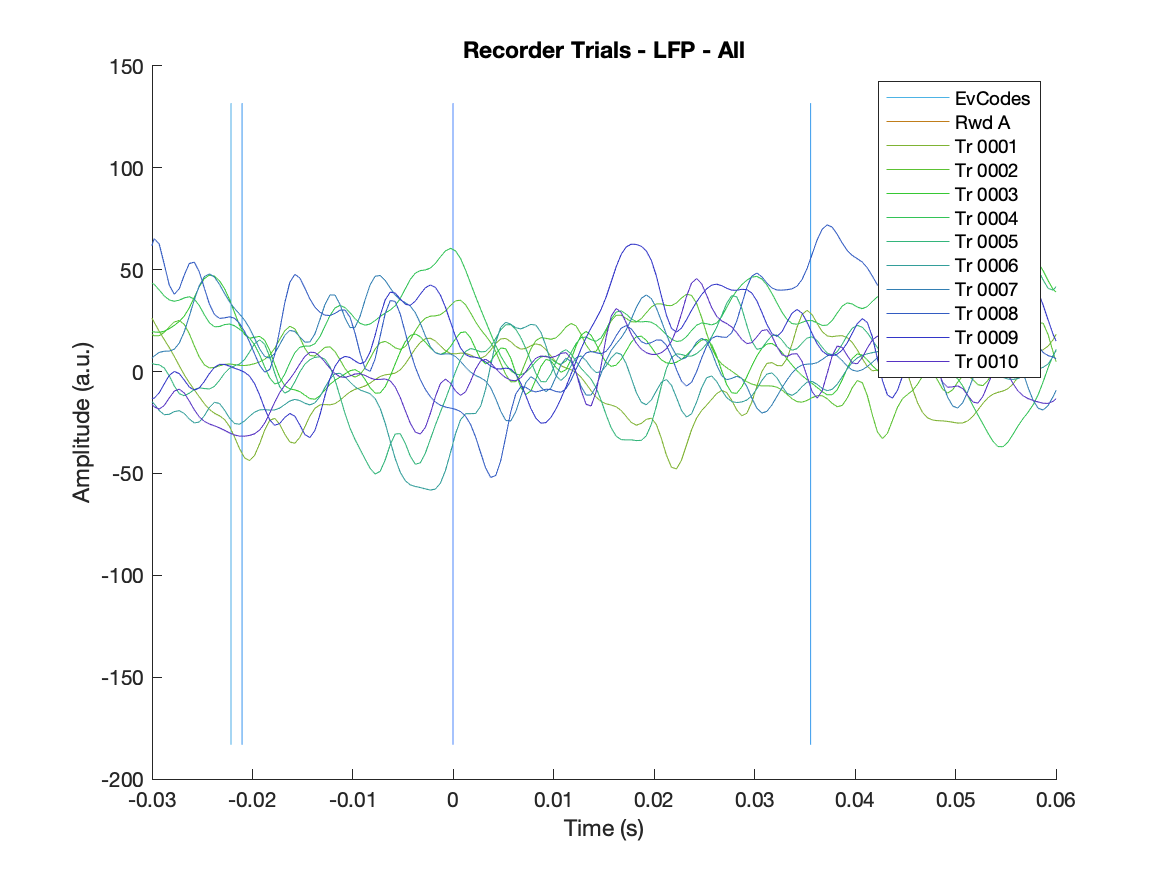 Recorder Trials - LFP - All
150
100
50
0
-50
-100
-150
-200
Amplitude (a.u.)
-0.03
-0.02
-0.01
0
0.01
0.02
0.03
0.04
0.05
0.06
Time (s)
EvCodes
Rwd A
Tr 0001
Tr 0002
Tr 0003
Tr 0004
Tr 0005
Tr 0006
Tr 0007
Tr 0008
Tr 0009
Tr 0010